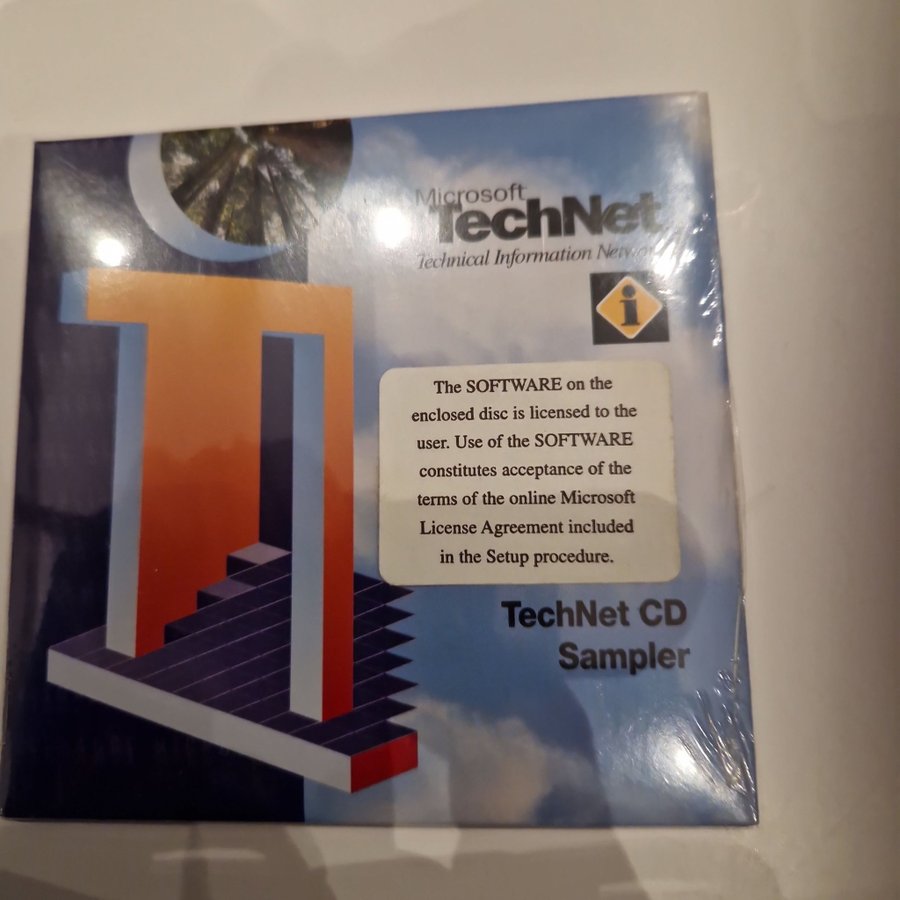 Microsoft
TechNet
Technical Information Network
i
The SOFTWARE on the
enclosed disc is licensed to the
user. Use of the SOFTWARE
constitutes acceptance of the
terms of the online Microsoft
License Agreement included
in the Setup procedure.
TechNet CD
Sampler